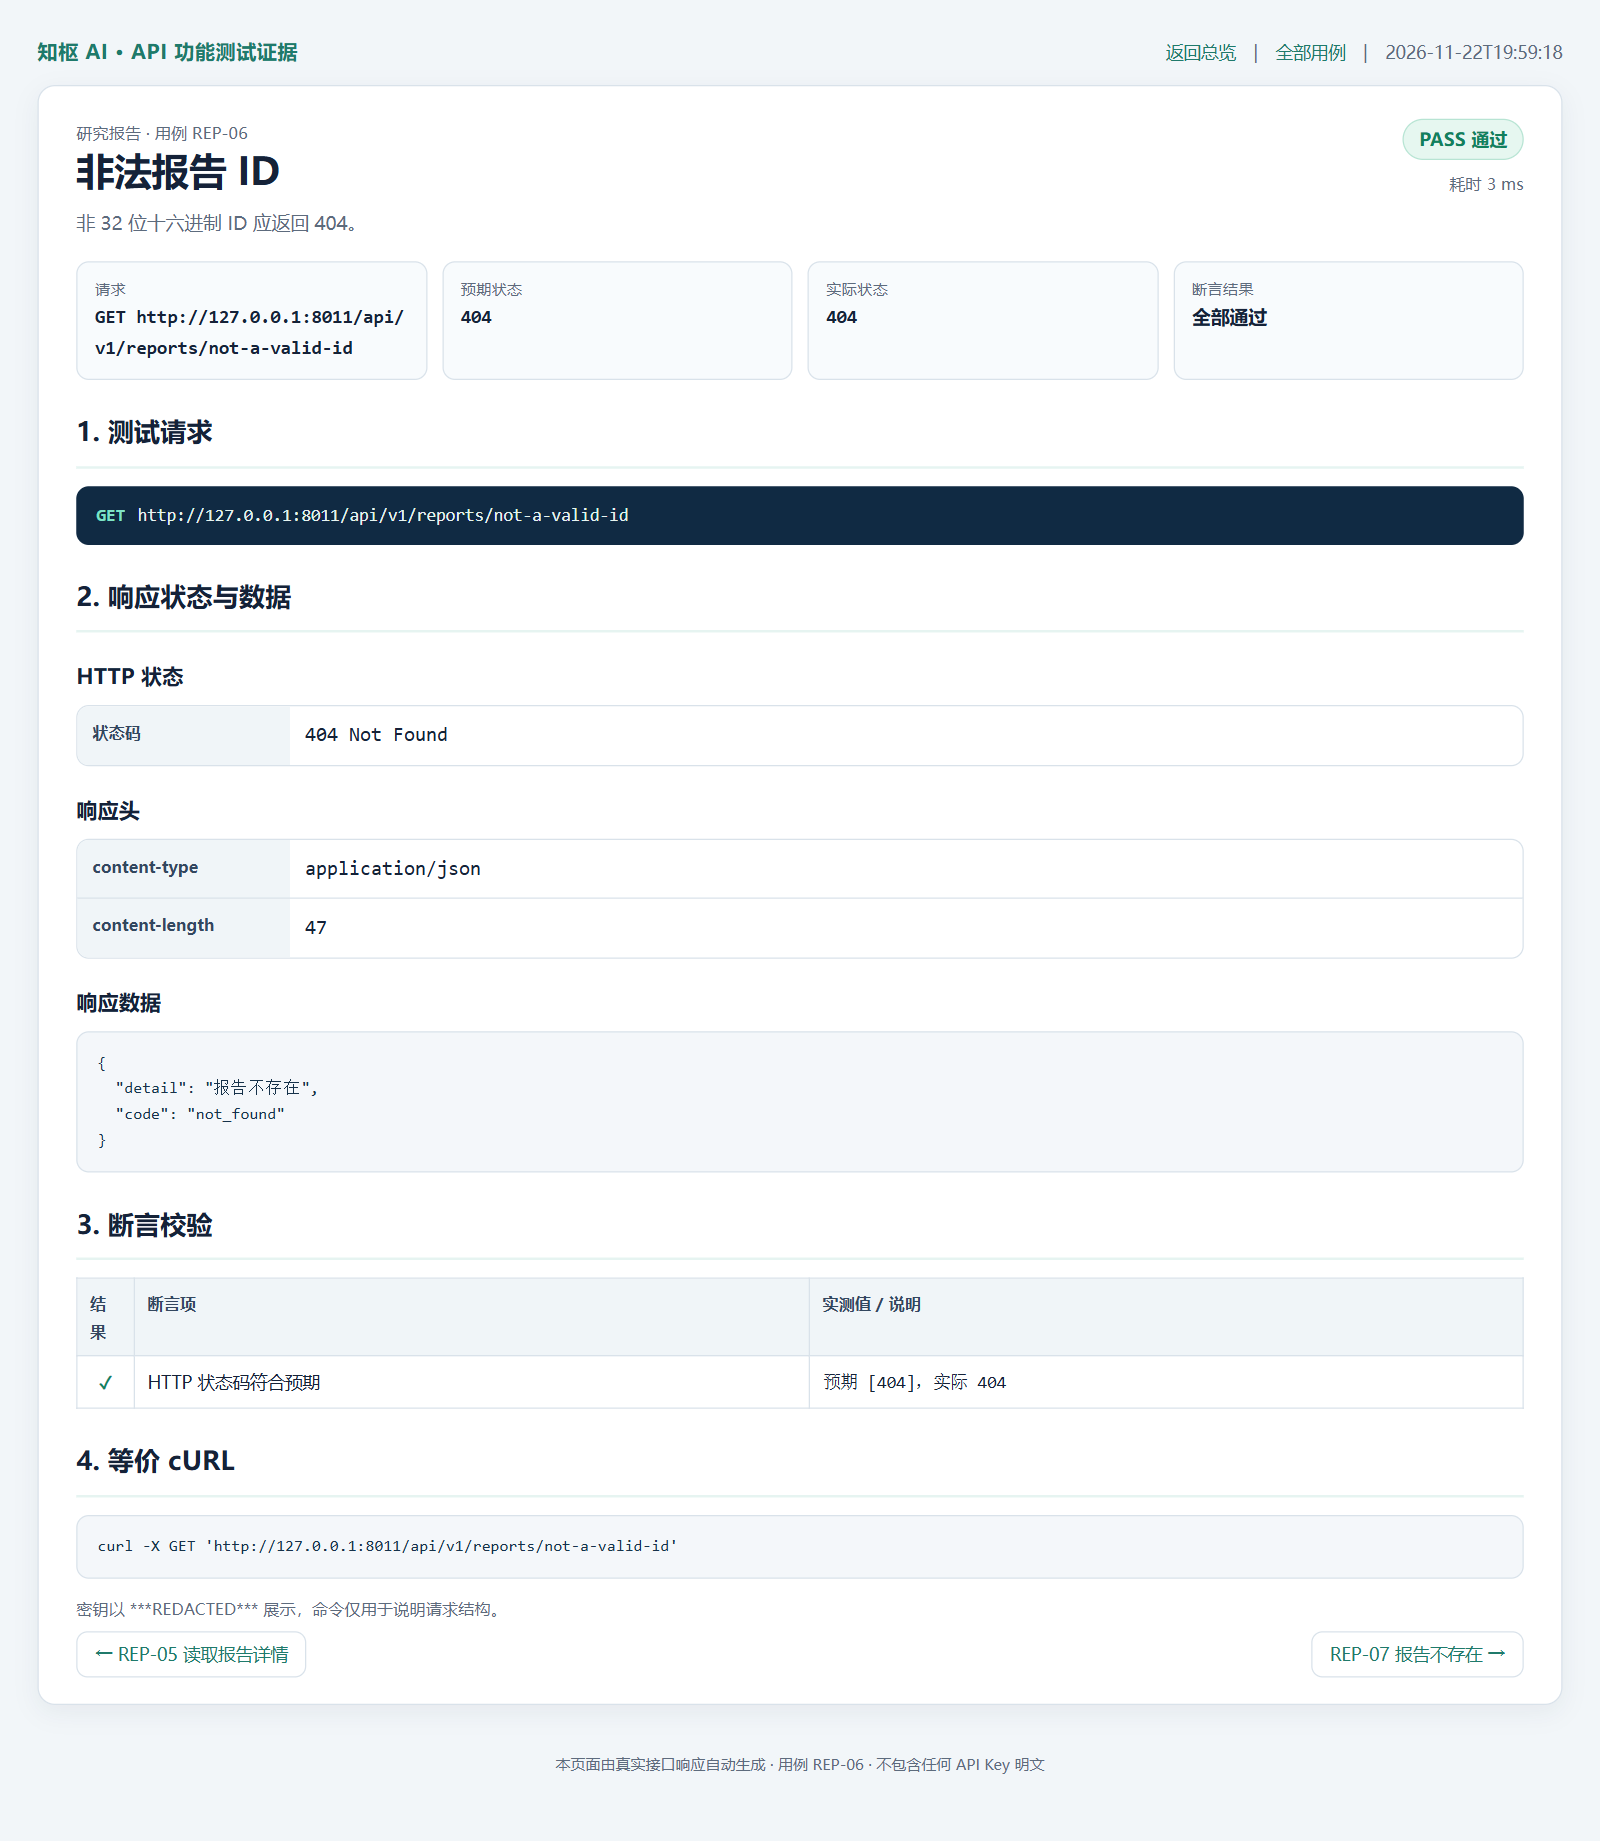 知枢 AI • API 功能测试证据
返回总览 | 全部用例 | 2026-11-22T19:59:18
研究报告 · 用例 REP-06
非法报告 ID
PASS 通过
耗时 3 ms
非 32 位十六进制 ID 应返回 404。
请求
GET http://127.0.0.1:8011/api/
v1/reports/not-a-valid-id
预期状态
404
实际状态
404
断言结果
全部通过
1. 测试请求
GET http://127.0.0.1:8011/api/v1/reports/not-a-valid-id
2. 响应状态与数据
HTTP 状态
状态码 404 Not Found
响应头
content-type application/json
content-length 47
响应数据
{
"detail": "报告不存在",
"code": "not_found"
}
3. 断言校验
结
果
断言项
实测值 / 说明
✓ HTTP 状态码符合预期 预期 [404]，实际 404
4. 等价 cURL
curl -X GET 'http://127.0.0.1:8011/api/v1/reports/not-a-valid-id'
密钥以 ***REDACTED*** 展示，命令仅用于说明请求结构。
← REP-05 读取报告详情
REP-07 报告不存在 →
本页面由真实接口响应自动生成 · 用例 REP-06 · 不包含任何 API Key 明文